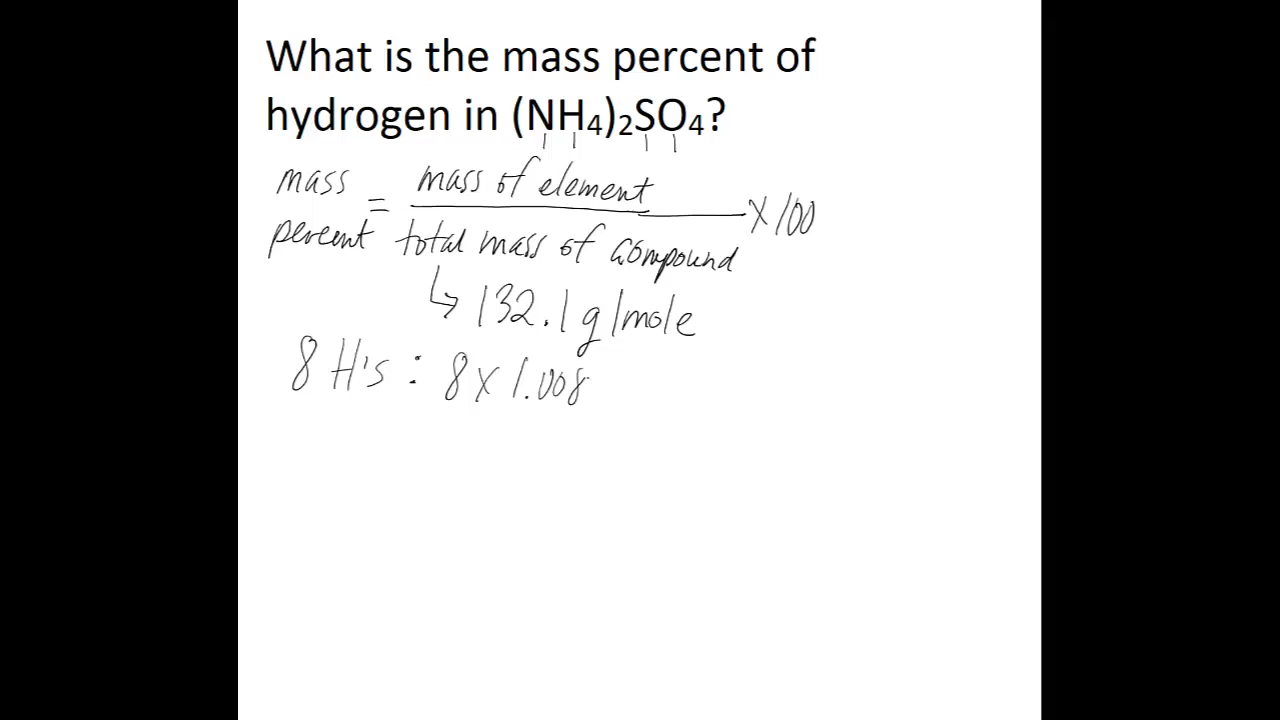 What is the mass percent of
hydrogen in (NH₄)₂SO₄?
mass percent = mass of element / total mass of compound X 100
↳ 132.1 g/mole
8 H's : 8 x 1.008